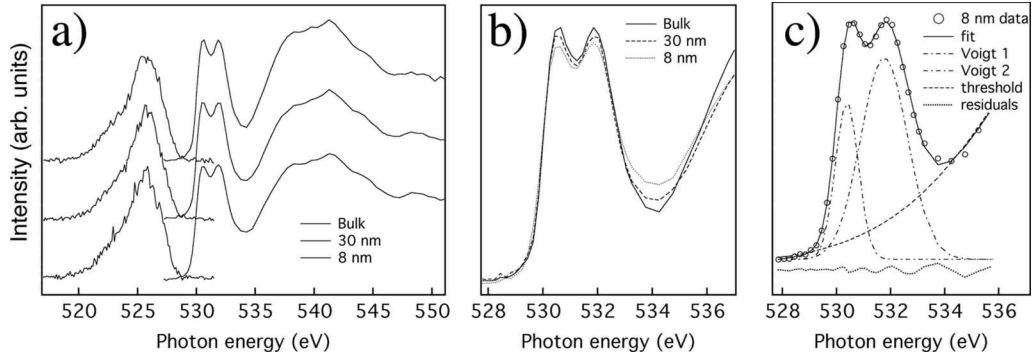 a)
Bulk
30 nm
8 nm
Intensity (arb. units)
520 525 530 535 540 545 550
Photon energy (eV)
b)
Bulk
30 nm
8 nm
528 530 532 534 536
Photon energy (eV)
c)
8 nm data
fit
Voigt 1
Voigt 2
threshold
residuals
528 530 532 534 536
Photon energy (eV)